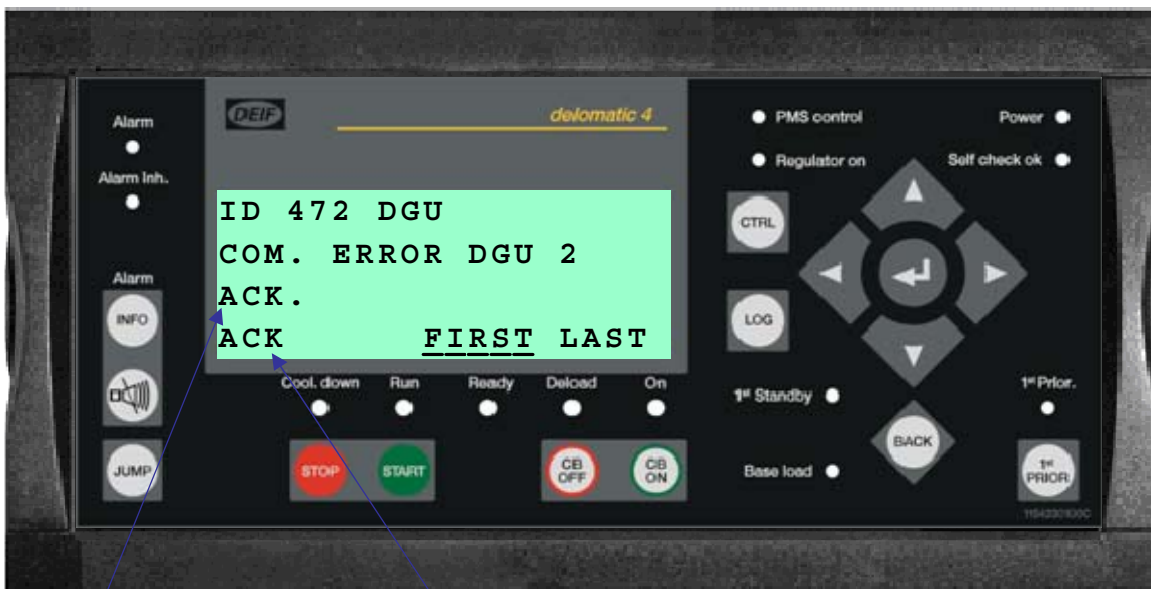 Alarm
Alarm Inh.
DEIF
delomatic 4
PMS control
Power
Regulator on
Self check ok
ID 472 DGU
COM. ERROR DGU 2
ACK.
ACK FIRST LAST
CTRL
Alarm
INFO
LOG
JUMP
Cool. down
Run
Ready
Deload
On
STOP
START
CB OFF
CB ON
1st Standby
Base load
BACK
1st Prior.
1st PRIOR